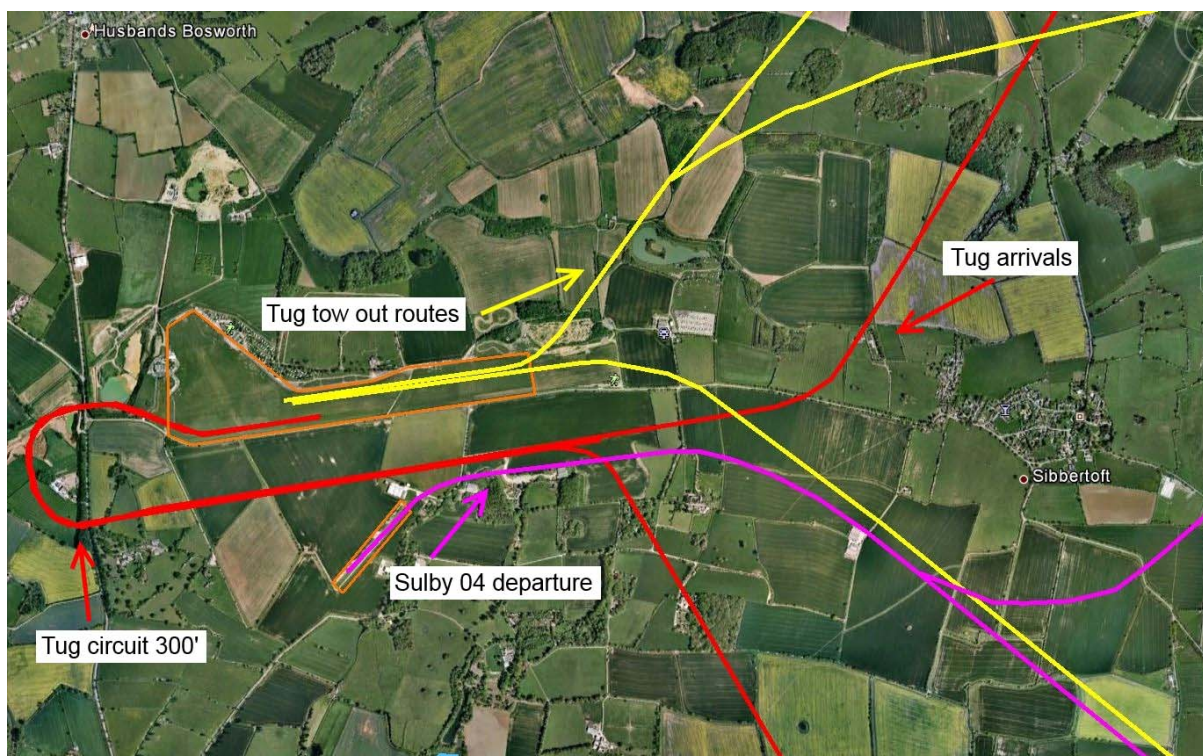 Husbands Bosworth
Tug arrivals
Tug tow out routes
Sibbertoft
Sulby 04 departure
Tug circuit 300'